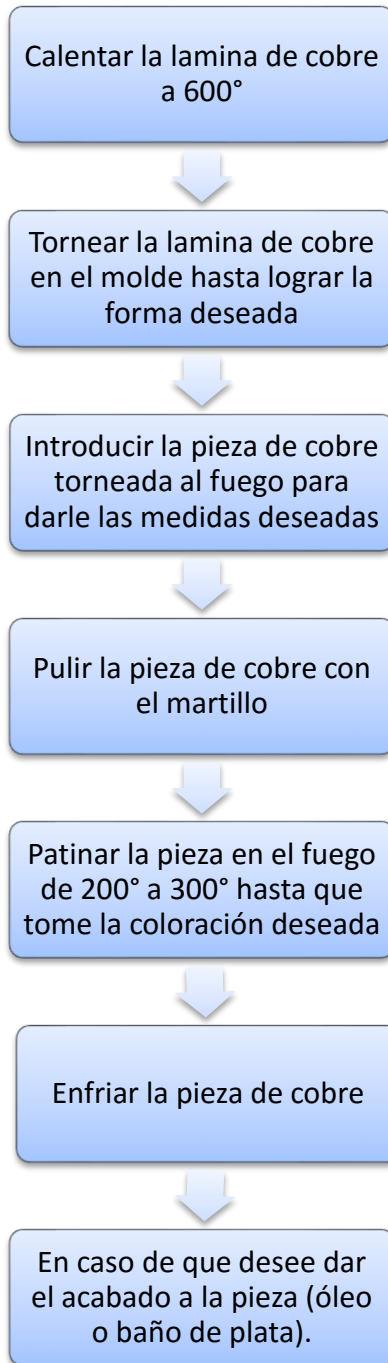 Calentar la lamina de cobre
a 600°
Tornear la lamina de cobre
en el molde hasta lograr la
forma deseada
Introducir la pieza de cobre
torneada al fuego para
darle las medidas deseadas
Pulir la pieza de cobre con
el martillo
Patinar la pieza en el fuego
de 200° a 300° hasta que
tome la coloración deseada
Enfriar la pieza de cobre
En caso de que desee dar
el acabado a la pieza (óleo
o baño de plata).